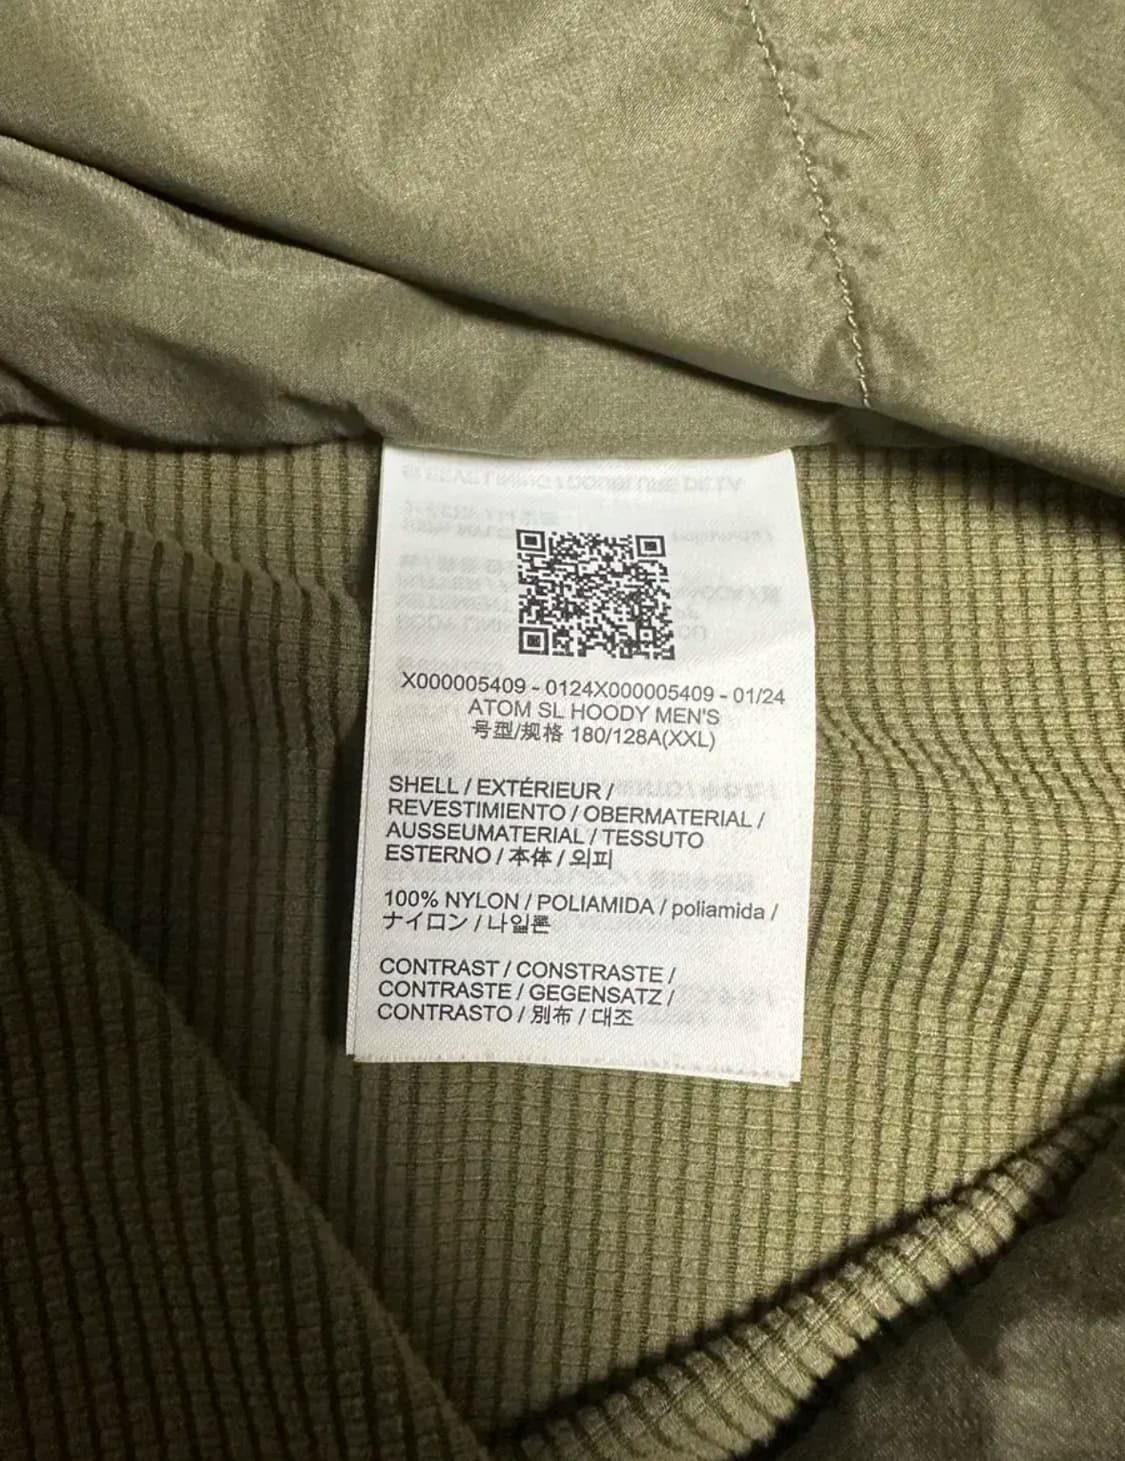 X000005409 - 0124X000005409 - 01/24
ATOM SL HOODY MEN'S
号型/规格 180/128A(XXL)
SHELL / EXTÉRIEUR /
REVESTIMIENTO / OBERMATERIAL /
AUSSEUMATERIAL / TESSUTO
ESTERNO / 本体 / 외피
100% NYLON / POLIAMIDA / poliamida /
ナイロン / 나일론
CONTRAST / CONSTRASTE /
CONTRASTE / GEGENSATZ /
CONTRASTO / 別布 / 대조